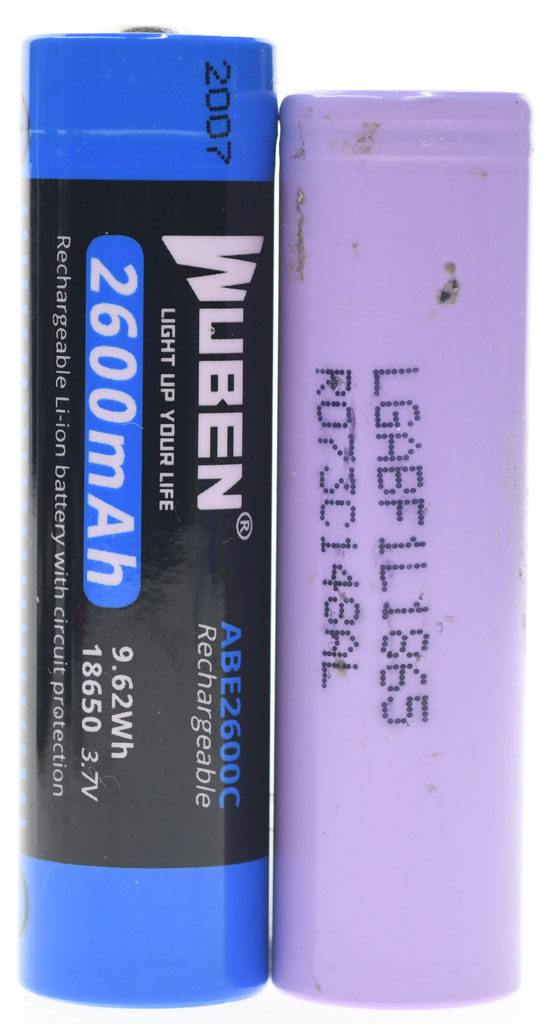 2007
WUBEN®
LIGHT UP YOUR LIFE
ABE2600C
Rechargeable
2600mAh
9.62Wh
18650 3.7V
Rechargeable Li-ion battery with circuit protection
LGABF1L1865
R073C148AL